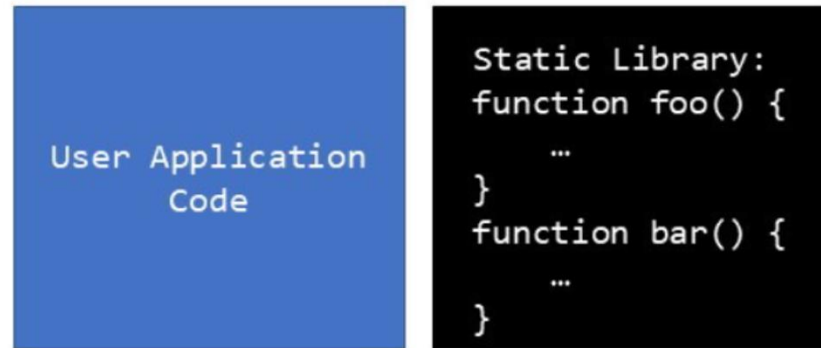 User Application
Code
Static Library:
function foo() {
…
}
function bar() {
…
}